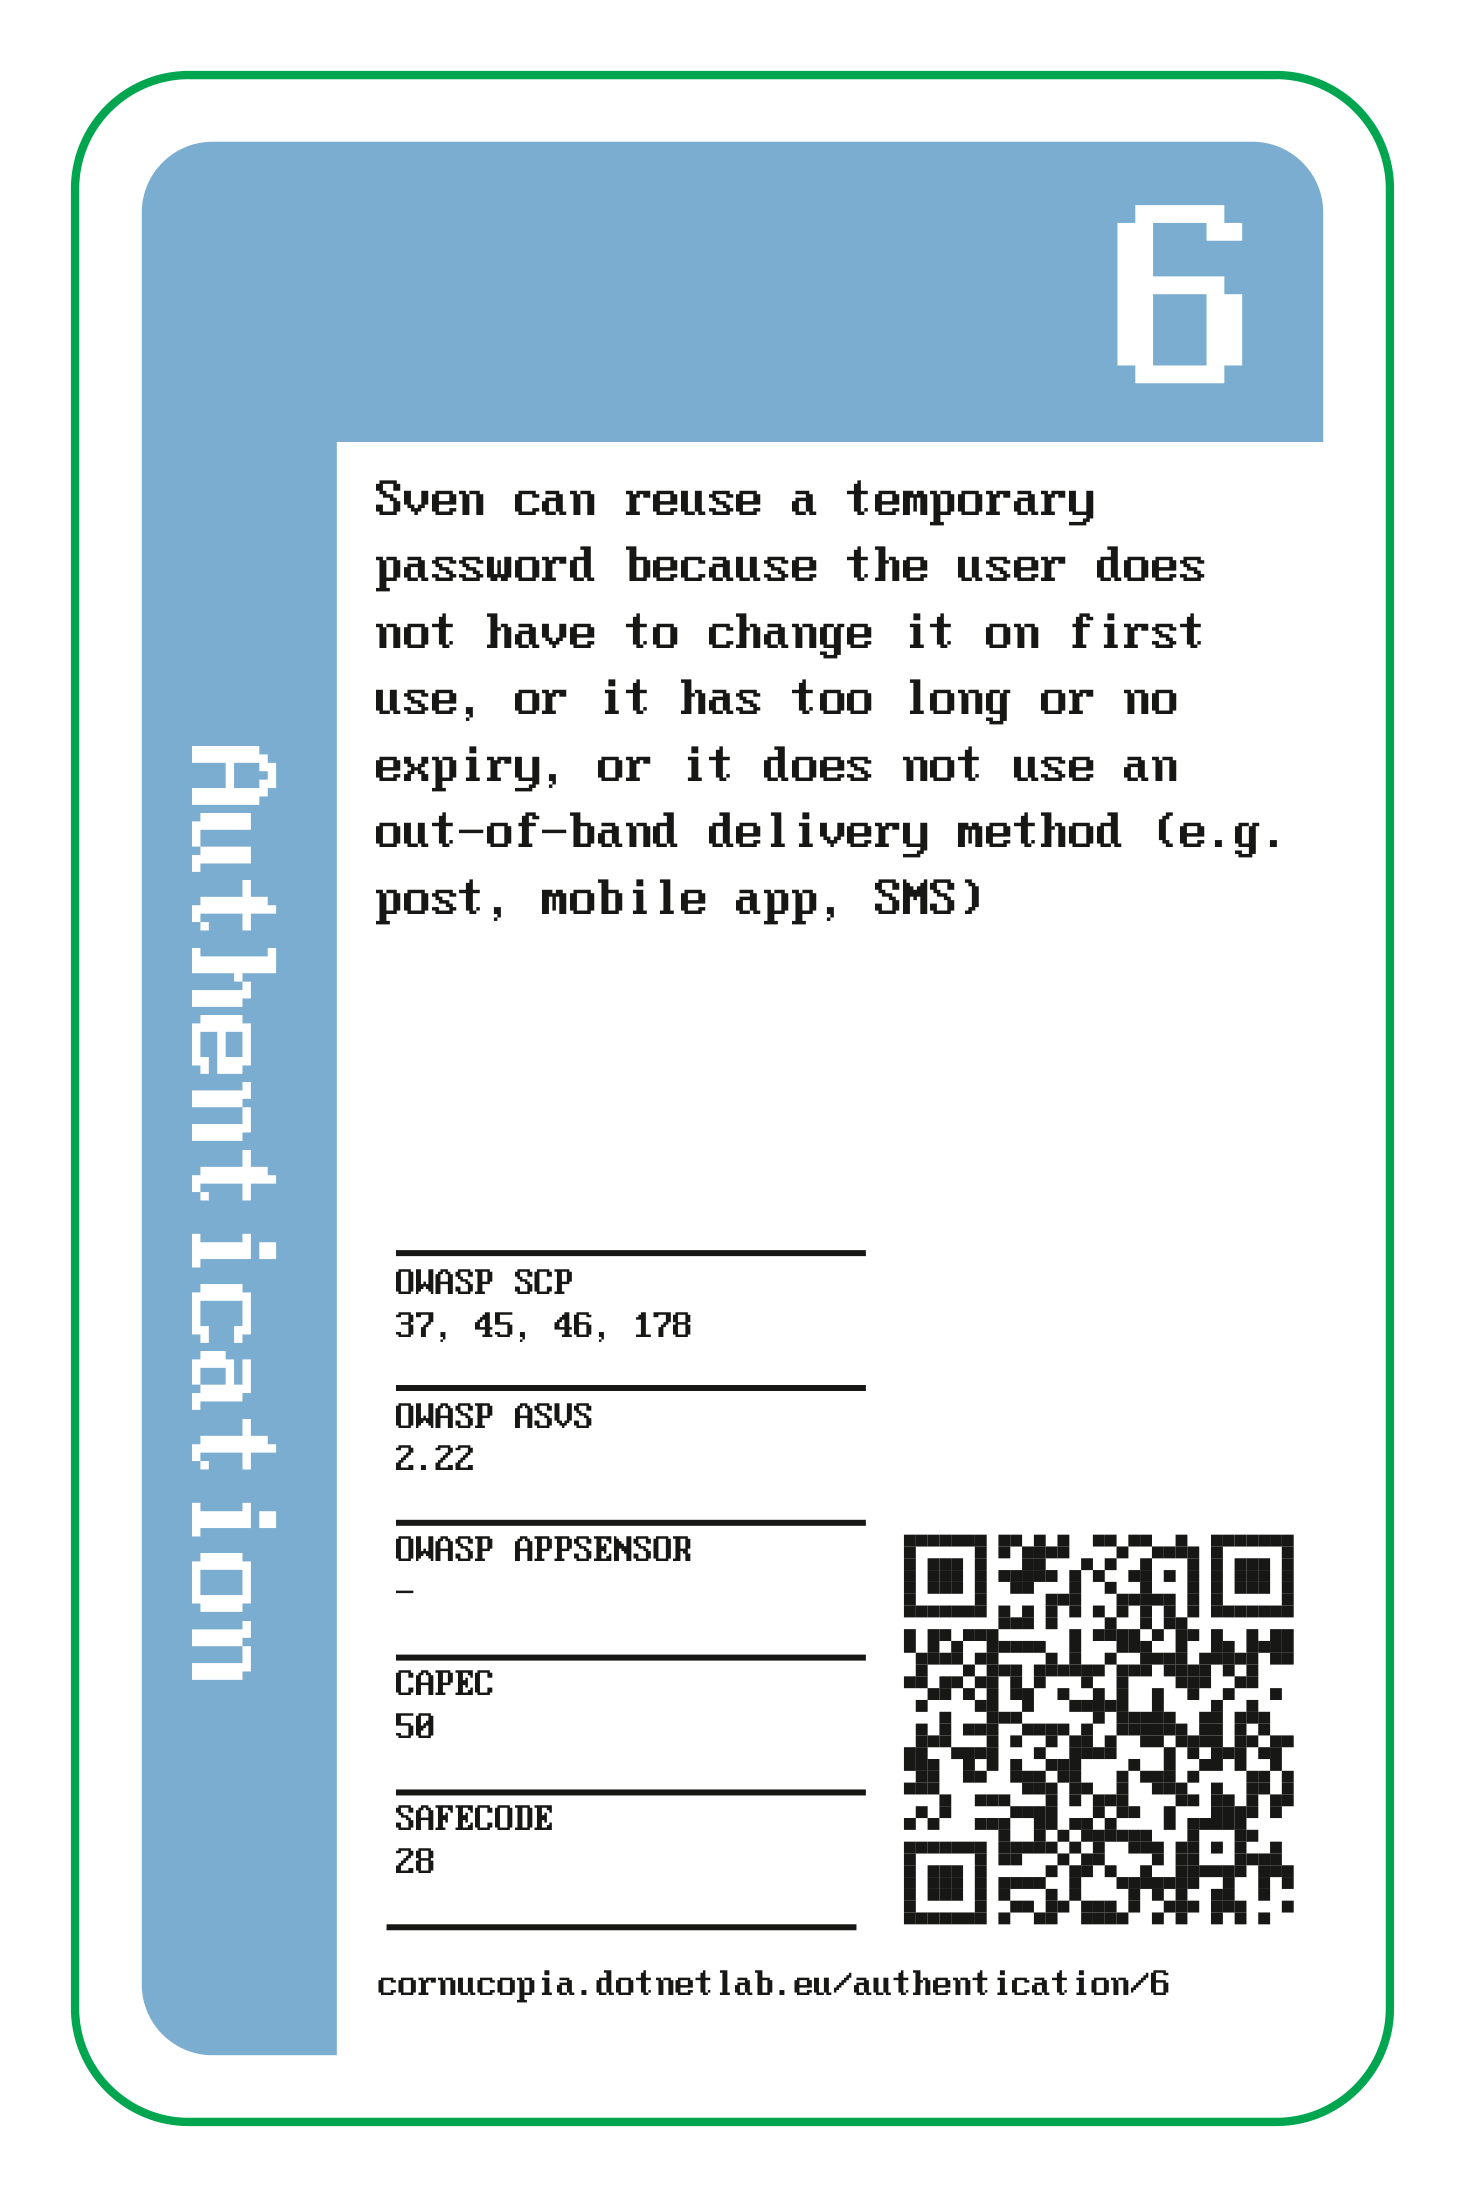 6
Authentication
Sven can reuse a temporary
password because the user does
not have to change it on first
use, or it has too long or no
expiry, or it does not use an
out-of-band delivery method (e.g.
post, mobile app, SMS)
OWASP SCP
37, 45, 46, 178
OWASP ASVS
2.22
OWASP APPSENSOR
-
CAPEC
50
SAFECODE
28
cornucopia.dotnetlab.eu/authentication/6